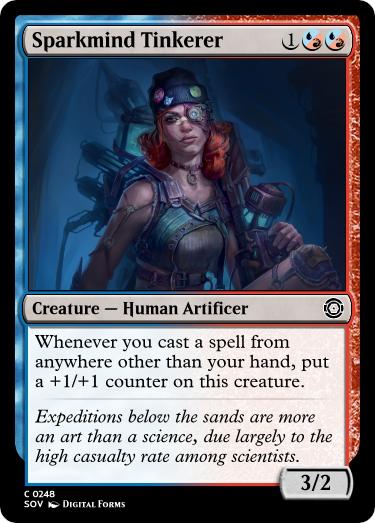 Sparkmind Tinkerer 1
Creature — Human Artificer
Whenever you cast a spell from
anywhere other than your hand, put
a +1/+1 counter on this creature.
Expeditions below the sands are more
an art than a science, due largely to the
high casualty rate among scientists.
3/2
C 0248
SOV Digital Forms